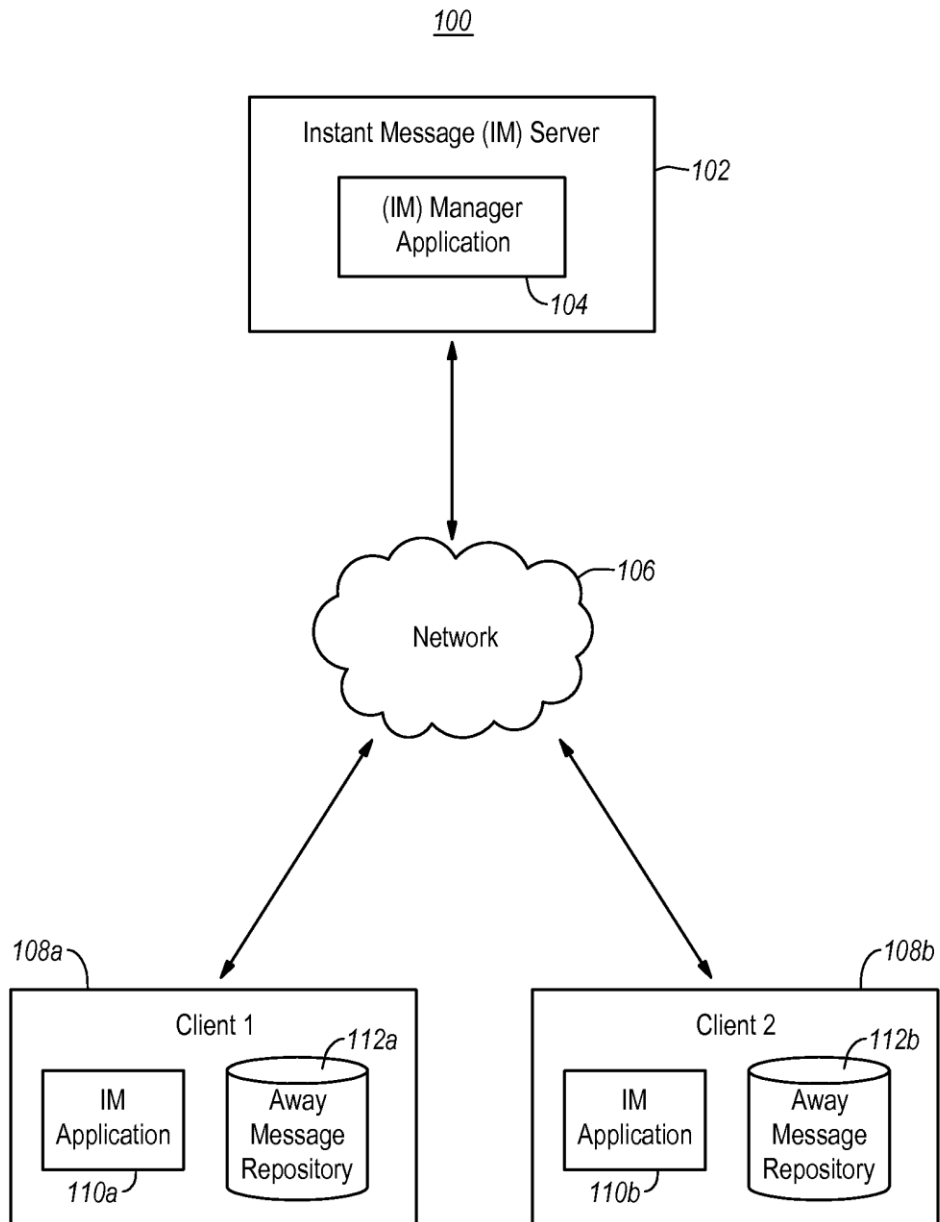 100
Instant Message (IM) Server
102
(IM) Manager
Application
104
106
Network
108a
108b
Client 1
112a
IM
Application
110a
Away
Message
Repository
Client 2
112b
IM
Application
110b
Away
Message
Repository